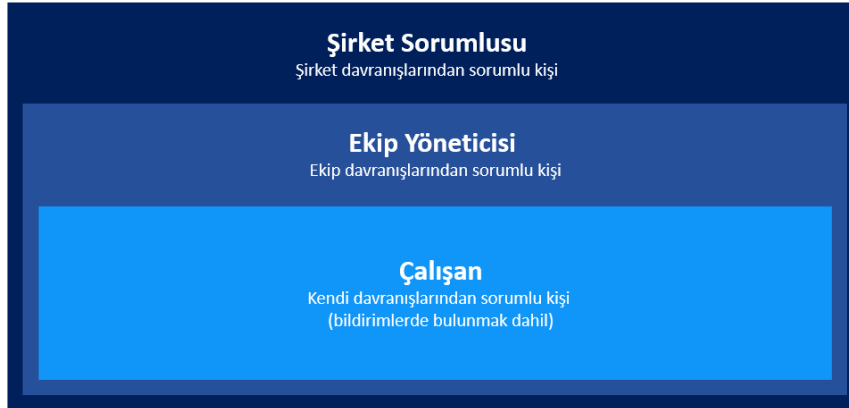 Şirket Sorumlusu
Şirket davranışlarından sorumlu kişi
Ekip Yöneticisi
Ekip davranışlarından sorumlu kişi
Çalışan
Kendi davranışlarından sorumlu kişi
(bildirimlerde bulunmak dahil)